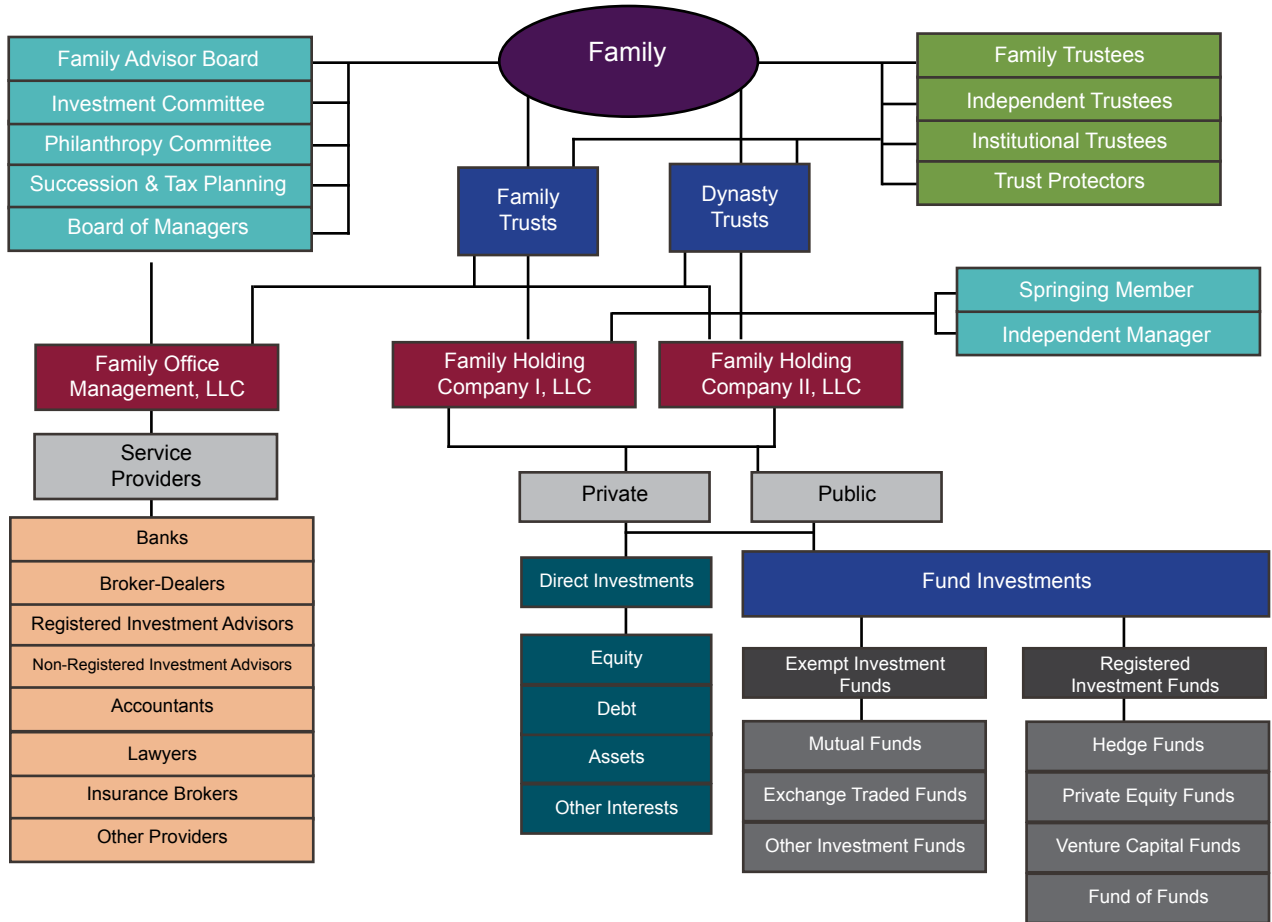 Family
Family Advisor Board
Investment Committee
Philanthropy Committee
Succession & Tax Planning
Board of Managers
Family Trustees
Independent Trustees
Institutional Trustees
Trust Protectors
Family
Trusts
Dynasty
Trusts
Springing Member
Independent Manager
Family Office
Management, LLC
Family Holding
Company I, LLC
Family Holding
Company II, LLC
Service
Providers
Private
Public
Banks
Broker-Dealers
Registered Investment Advisors
Non-Registered Investment Advisors
Accountants
Lawyers
Insurance Brokers
Other Providers
Direct Investments
Equity
Debt
Assets
Other Interests
Fund Investments
Exempt Investment
Funds
Mutual Funds
Exchange Traded Funds
Other Investment Funds
Registered
Investment Funds
Hedge Funds
Private Equity Funds
Venture Capital Funds
Fund of Funds